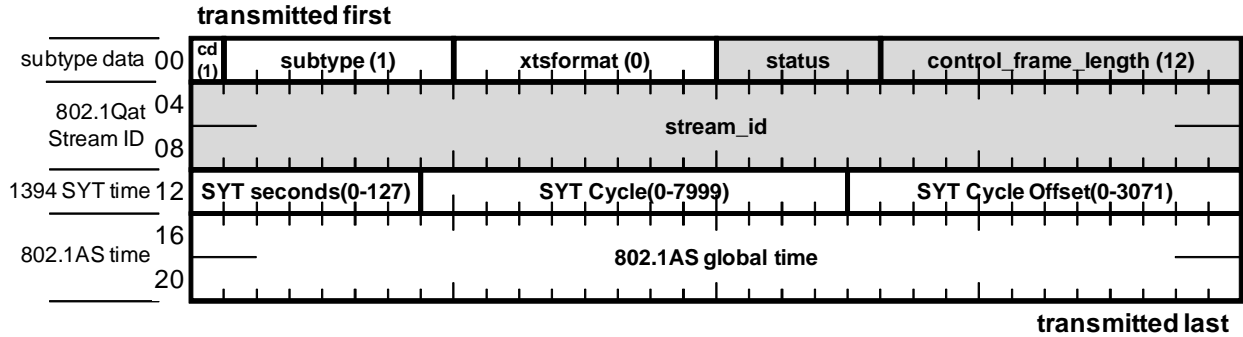 transmitted first
subtype data 00 cd (1) subtype (1) xtsformat (0) status control_frame_length (12)
802.1Qat Stream ID 04 08 stream_id
1394 SYT time 12 SYT seconds(0-127) SYT Cycle(0-7999) SYT Cycle Offset(0-3071)
802.1AS time 16 20 802.1AS global time
transmitted last